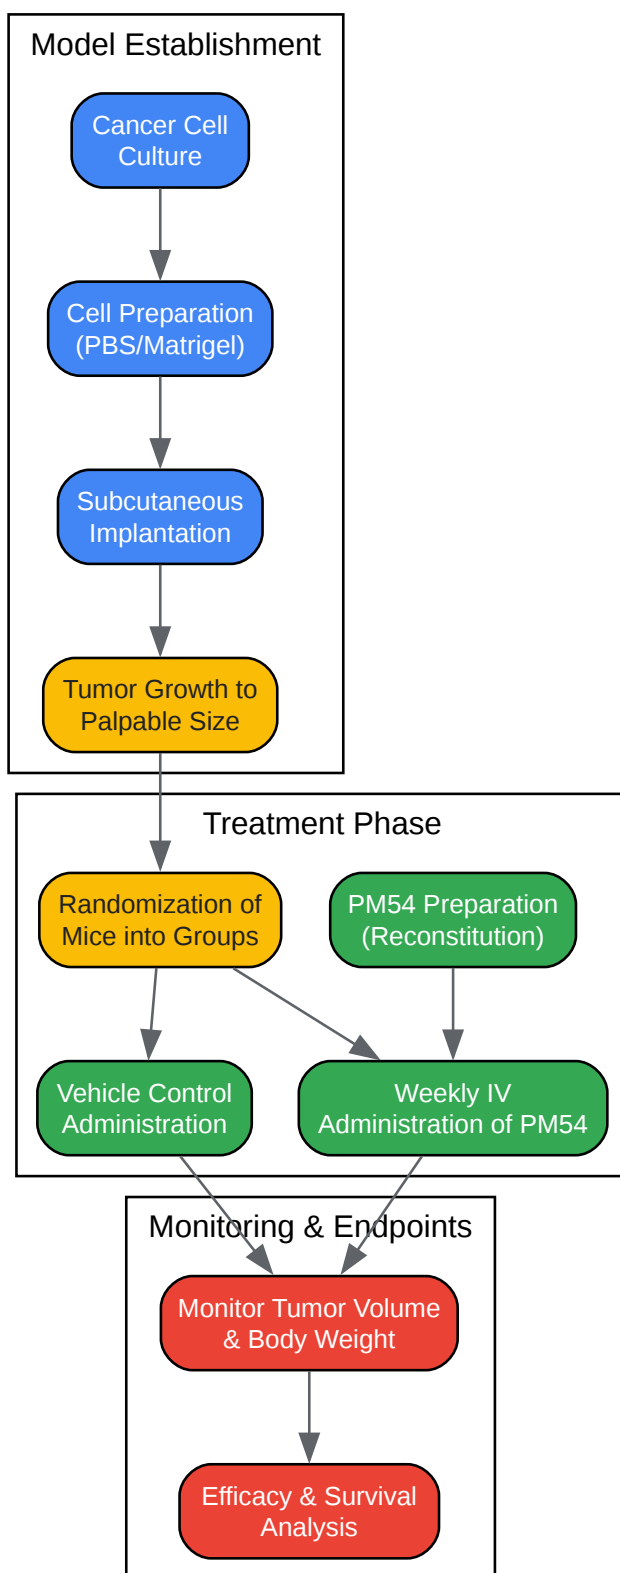 Model Establishment
Cancer Cell
Culture
Cell Preparation
(PBS/Matrigel)
Subcutaneous
Implantation
Tumor Growth to
Palpable Size
Treatment Phase
Randomization of
Mice into Groups
PM54 Preparation
(Reconstitution)
Vehicle Control
Administration
Weekly IV
Administration of PM54
Monitoring & Endpoints
Monitor Tumor Volume
& Body Weight
Efficacy & Survival
Analysis